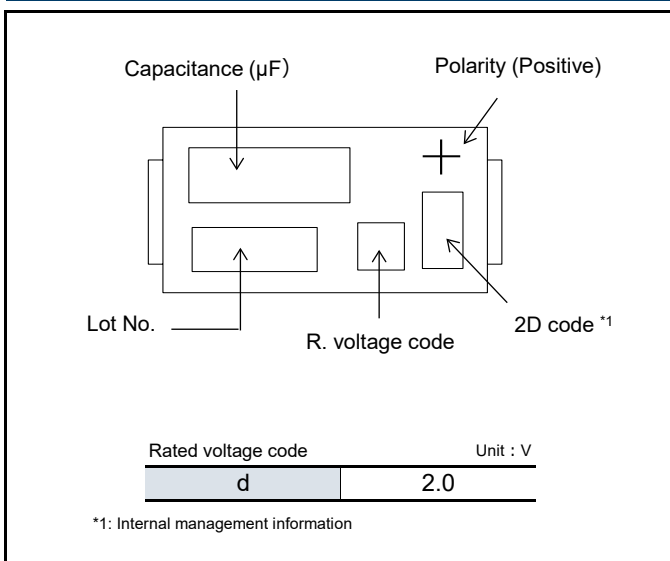 Capacitance (μF）
Polarity (Positive)
+
Lot No.
R. voltage code
2D code *1
Rated voltage code
Unit：V
d
2.0
*1: Internal management information